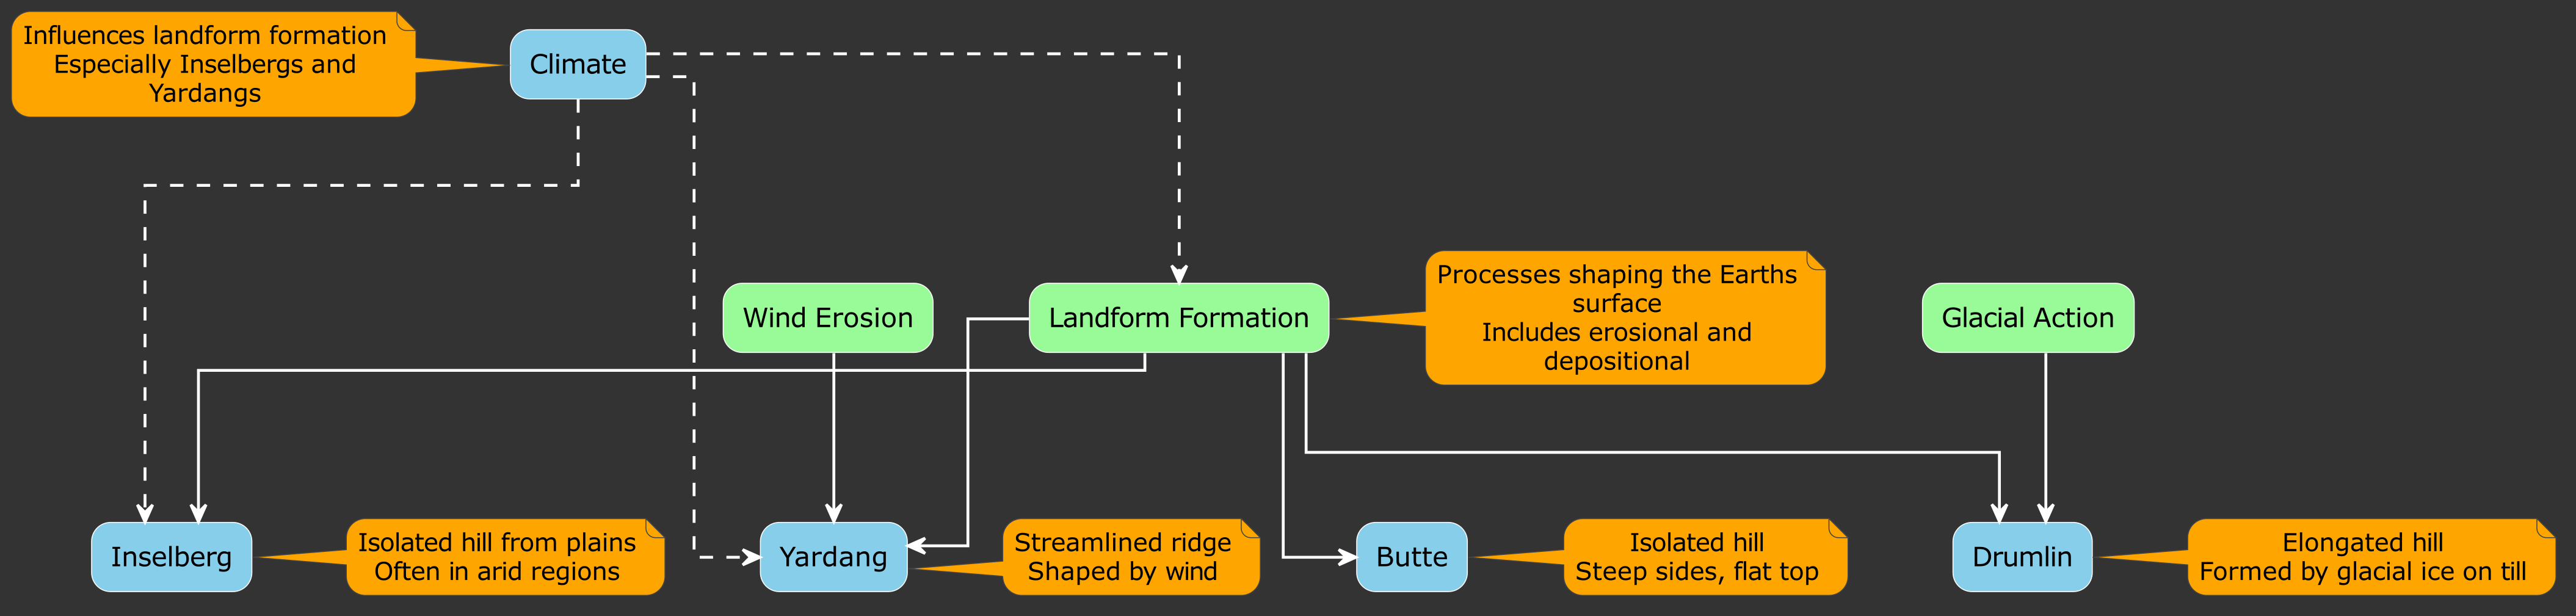 Influences landform formation
Especially Inselbergs and
Yardangs
Climate
Wind Erosion
Landform Formation
Processes shaping the Earths
surface
Includes erosional and
depositional
Glacial Action
Inselberg
Isolated hill from plains
Often in arid regions
Yardang
Streamlined ridge
Shaped by wind
Butte
Isolated hill
Steep sides, flat top
Drumlin
Elongated hill
Formed by glacial ice on till